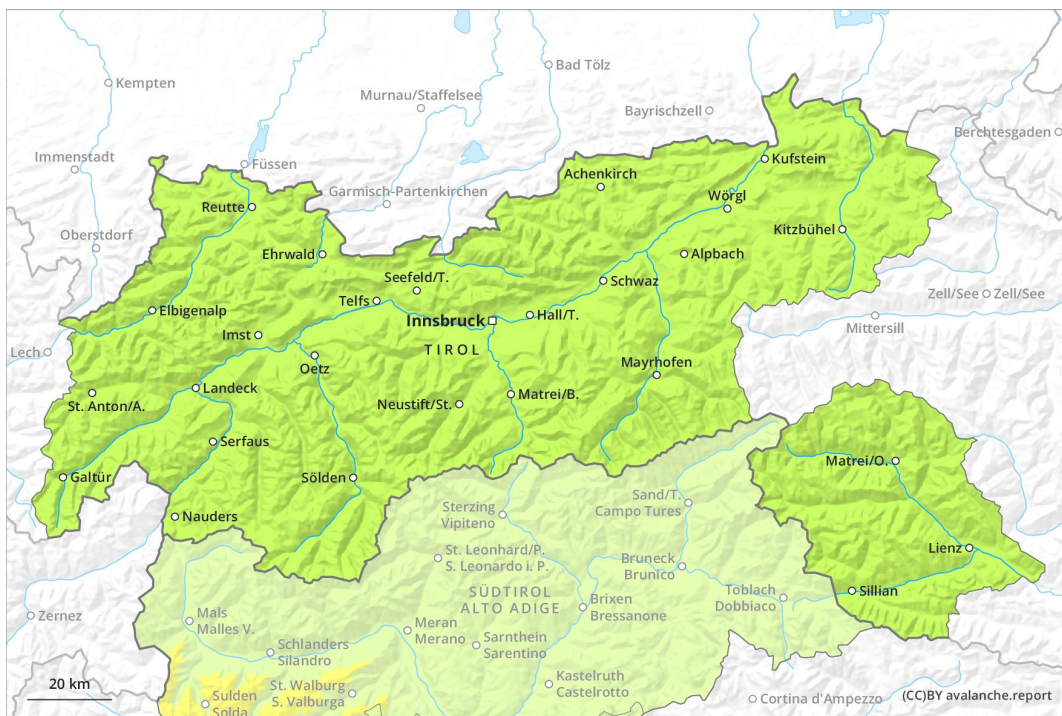 Kempten
Bad Tölz
Murnau/Staffelsee
Bayrischzell
Berchtesgaden
Immenstadt
Füssen
Kufstein
Achenkirch
Garmisch-Partenkirchen
Wörgl
Reutte
Oberstdorf
Kitzbühel
Ehrwald
Alpbach
Seefeld/T.
Schwaz
Telfs
Zell/See
Zell/See
Elbigenalp
Innsbruck
Hall/T.
Mittersill
Imst
Lech
TIROL
Oetz
Mayrhofen
Landeck
Matrei/B.
St. Anton/A.
Neustift/St.
Serfaus
Matrei/O.
Galtür
Sölden
Sand/T.
Campo Tures
Sterzing
Vipiteno
Nauders
Lienz
St. Leonhard/P.
S. Leonardo i. P.
Bruneck
Brunico
SÜDTIROL
ALTO ADIGE
Toblach
Dobbiaco
Sillian
Brixen
Bressanone
Zernez
Mals
Malles V.
Meran
Merano
Sarnthein
Sarentino
Schlanders
Silandro
20 km
St. Walburg
S. Valburga
Kastelruth
Castelrotto
Sulden
Solda
Cortina d'Ampezzo
(CC)BY avalanche.report